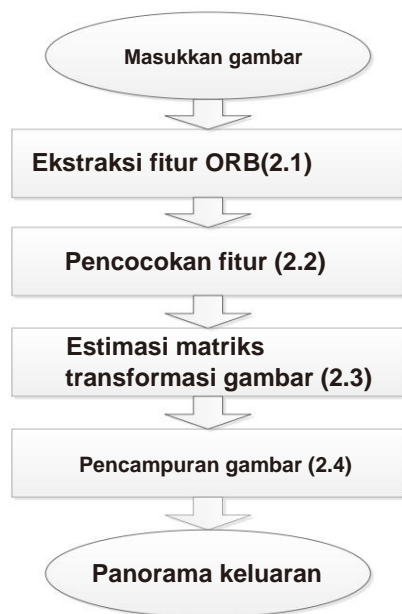 Masukkan gambar
Ekstraksi fitur ORB(2.1)
Pencocokan fitur (2.2)
Estimasi matriks
transformasi gambar (2.3)
Pencampuran gambar (2.4)
Panorama keluaran